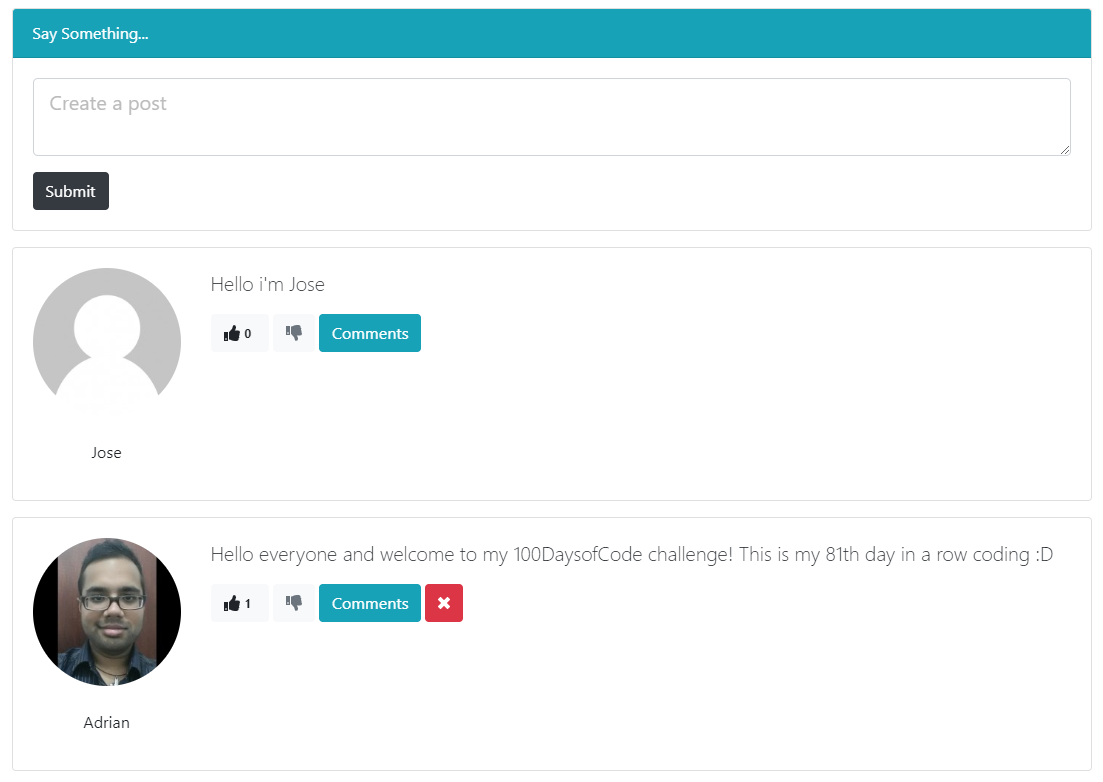 Say Something...
Create a post
Submit
Hello i'm Jose
0
Comments
Jose
Hello everyone and welcome to my 100DaysofCode challenge! This is my 81th day in a row coding :D
1
Comments
Adrian